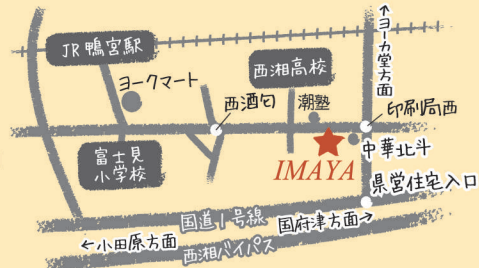 ↑ヨーカ堂方面
JR鴨宮駅
ヨークマート
西湘高校
西酒匂
潮塾
印刷局西
富士見
小学校
IMAYA
中華北斗
県営住宅入口
国道1号線
国府津方面→
←小田原方面
西湘バイパス